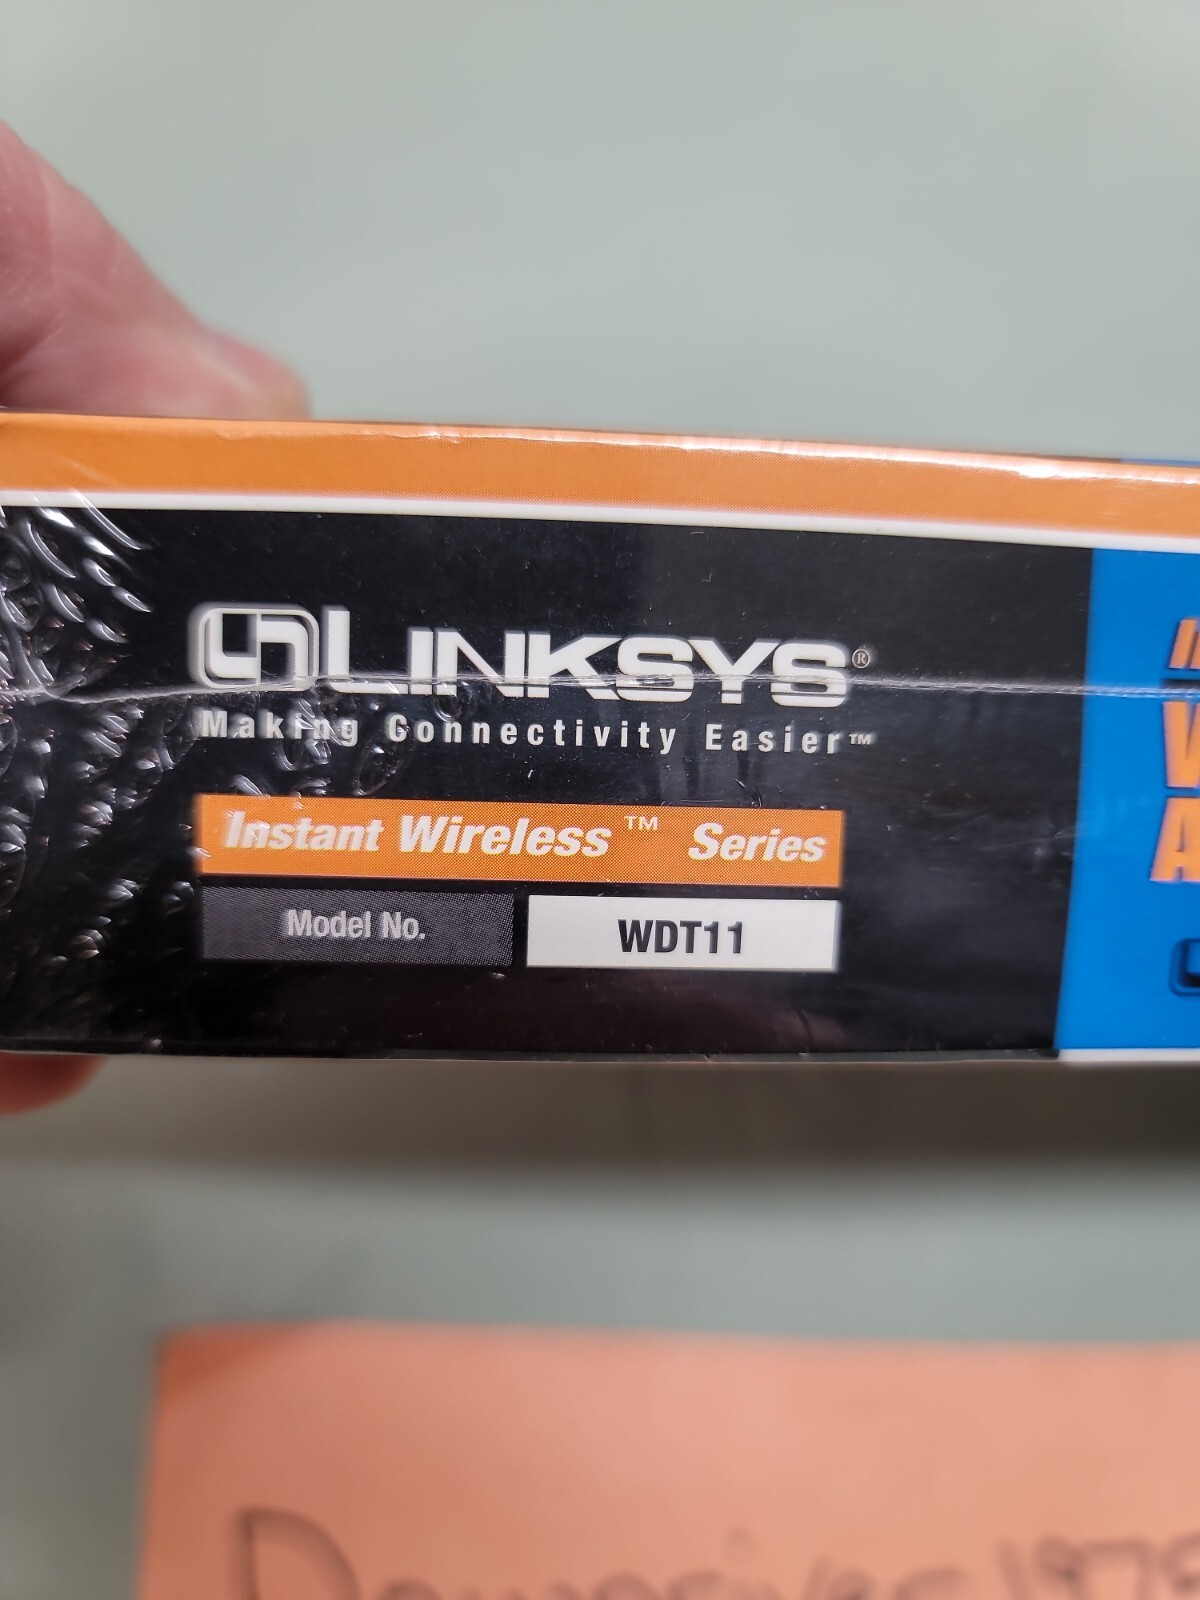 LINKSYS®
Making Connectivity Easier™
Instant Wireless™ Series
Model No. WDT11